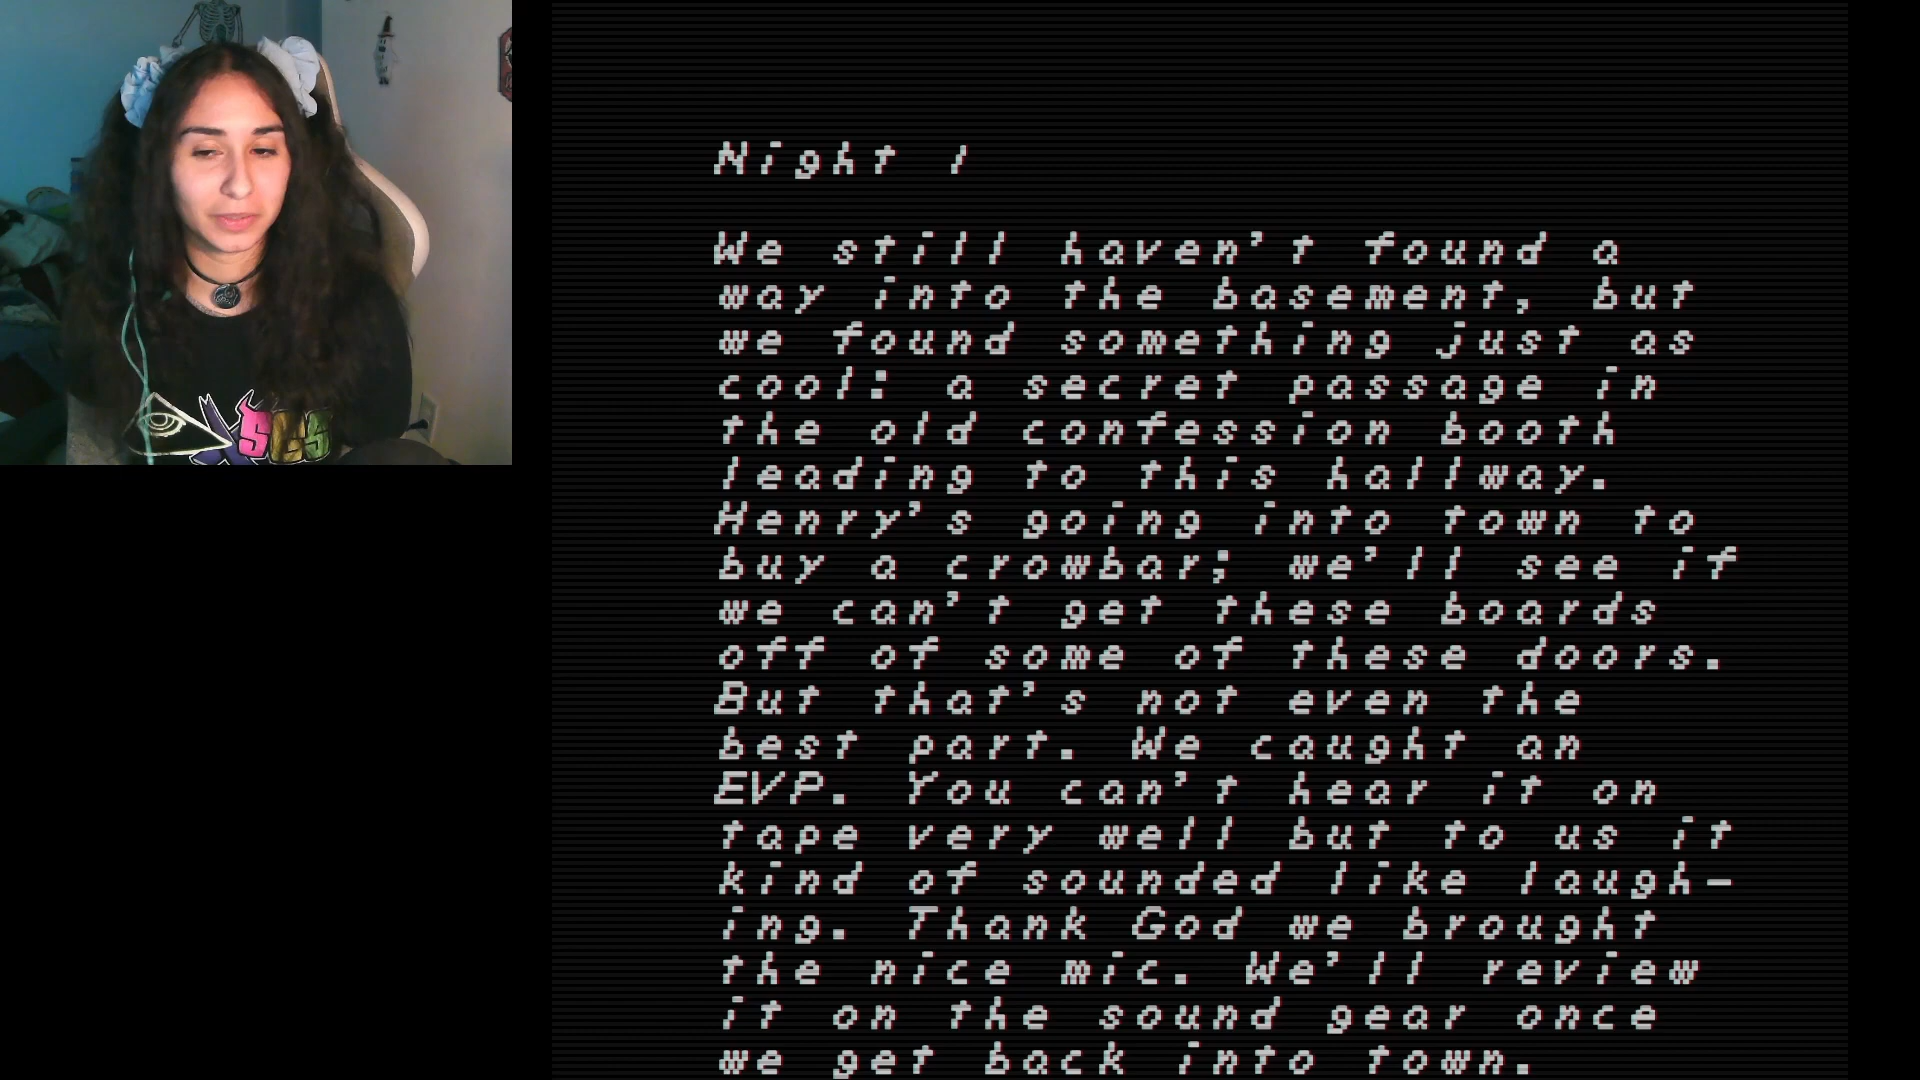 Night 1
We still haven't found a
way into the basement, but
we found something just as
cool: a secret passage in
the old confession booth
leading to this hallway.
Henry's going into town to
buy a crowbar; we'll see if
we can't get these boards
off of some of these doors.
But that's not even the
best part. We caught an
EVP. You can't hear it on
tape very well but to us it
kind of sounded like laugh-
ing. Thank God we brought
the nice mic. We'll review
it on the sound gear once
we get back into town.
SGS